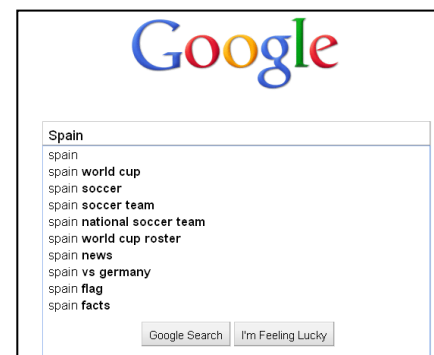 Google
Spain
spain
spain world cup
spain soccer
spain soccer team
spain national soccer team
spain world cup roster
spain news
spain vs germany
spain flag
spain facts
Google Search I'm Feeling Lucky